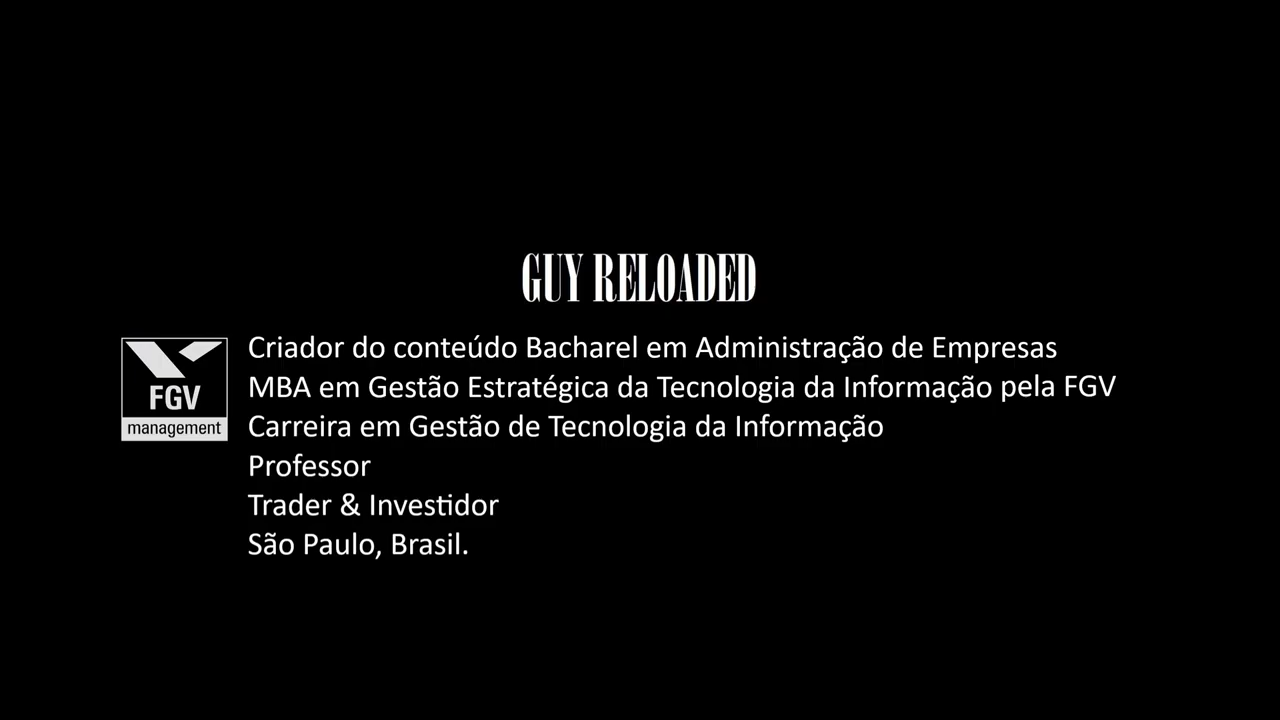 GUY RELOADED
Criador do conteúdo Bacharel em Administração de Empresas
MBA em Gestão Estratégica da Tecnologia da Informação pela FGV
Carreira em Gestão de Tecnologia da Informação
Professor
Trader & Investidor
São Paulo, Brasil.
FGV
management